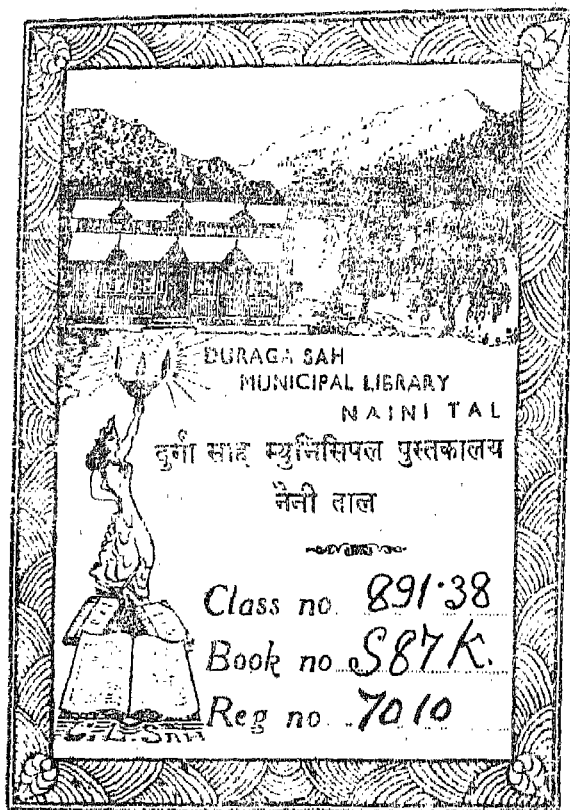 DURAGA SAH
MUNICIPAL LIBRARY
NAINI TAL
दुर्गा साह म्युनिसिपल पुस्तकालय
नैनी ताल
Class no. 891.38
Book no. S87K.
Reg no. 7010